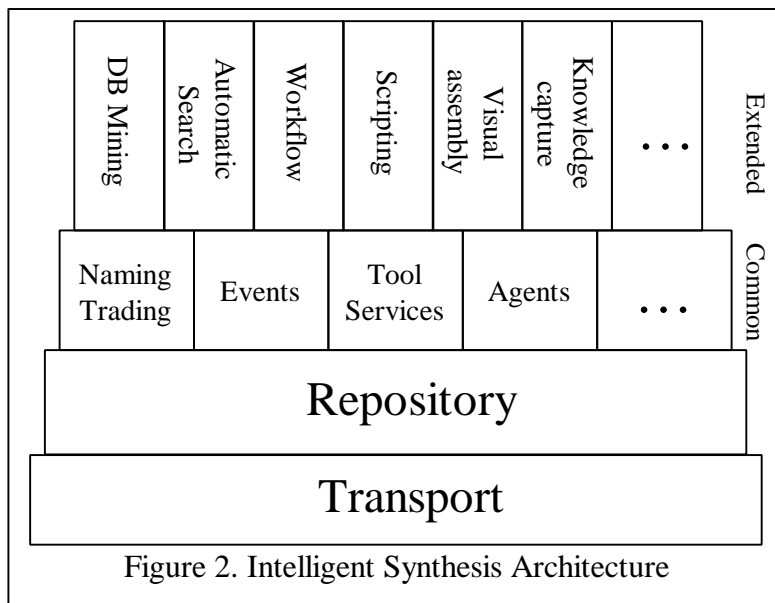 DB Mining
Automatic
Search
Workflow
Scripting
Visual
assembly
Knowledge
capture
...
Extended
Naming
Trading
Events
Tool
Services
Agents
...
Common
Repository
Transport
Figure 2. Intelligent Synthesis Architecture